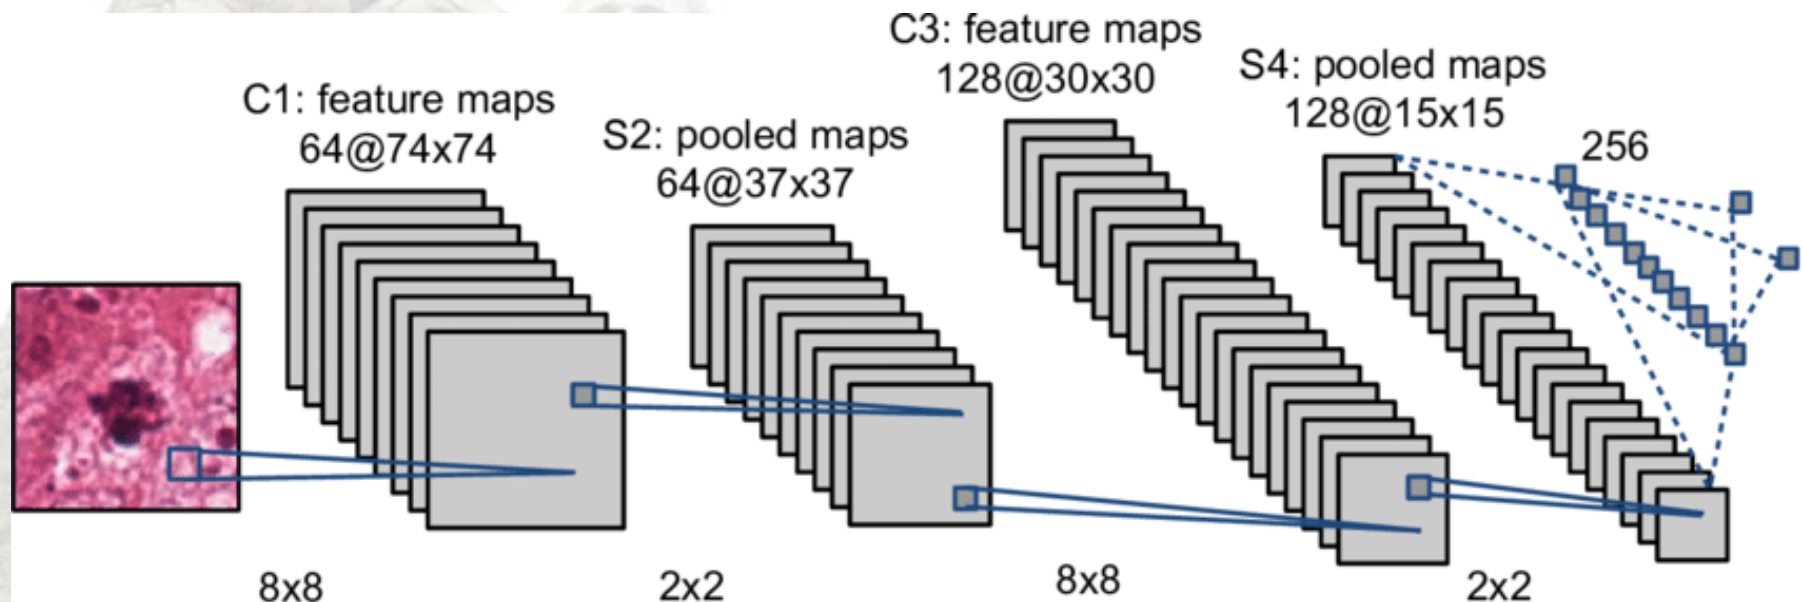 C1: feature maps
64@74x74
S2: pooled maps
64@37x37
C3: feature maps
128@30x30
S4: pooled maps
128@15x15
256
8x8
2x2
8x8
2x2